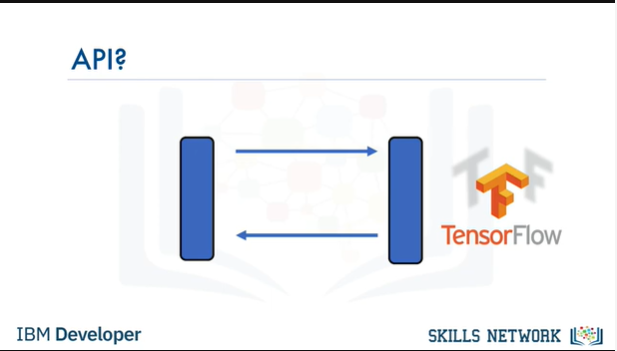 API?
TensorFlow
IBM Developer
SKILLS NETWORK